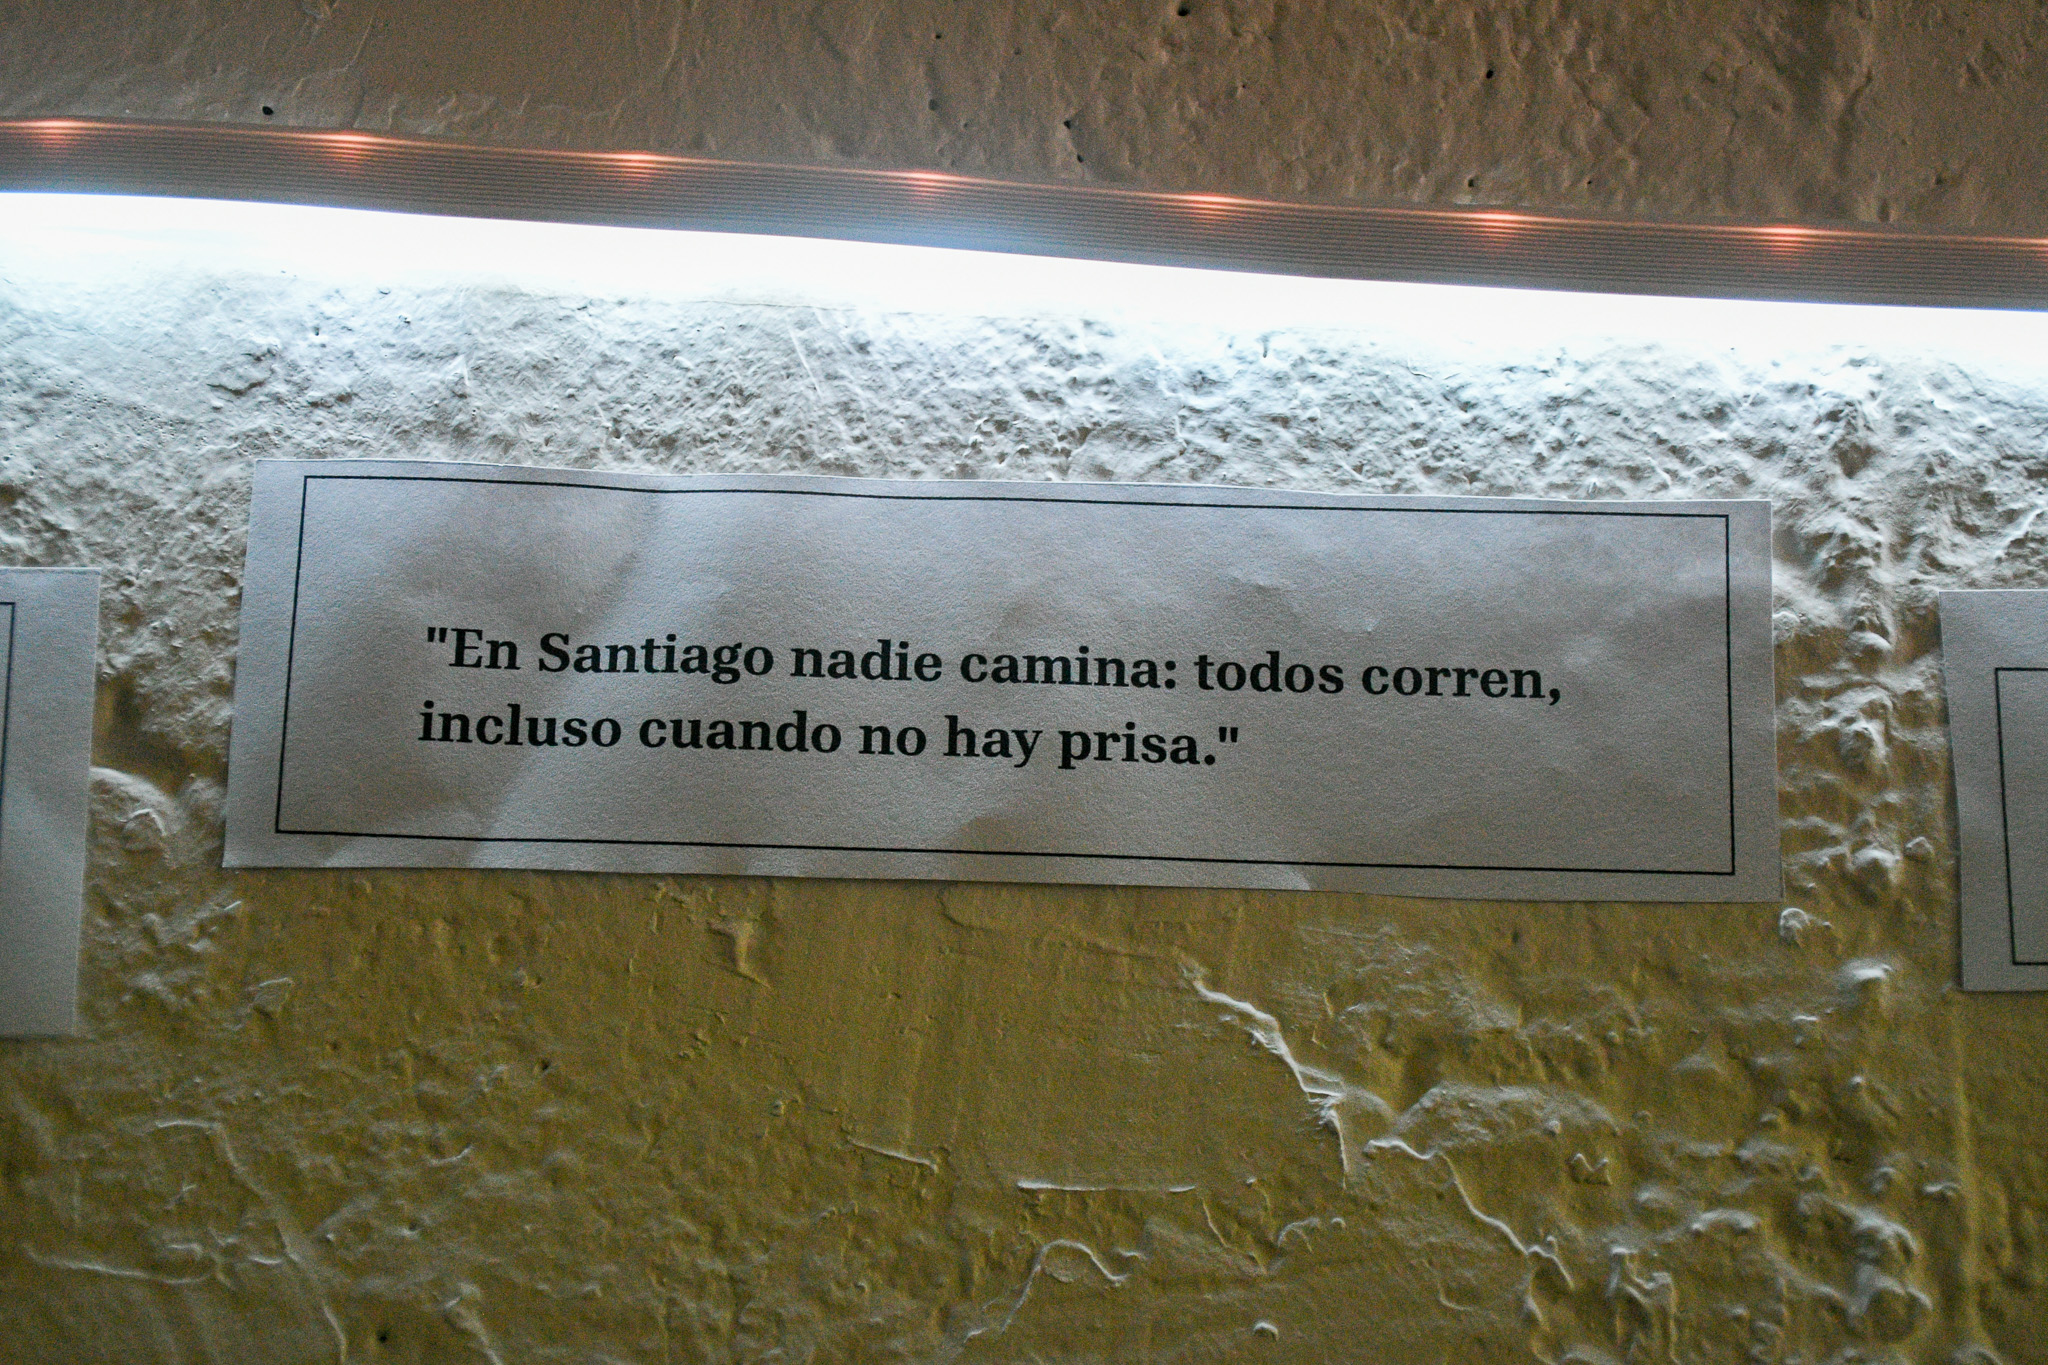 "En Santiago nadie camina: todos corren,
incluso cuando no hay prisa."